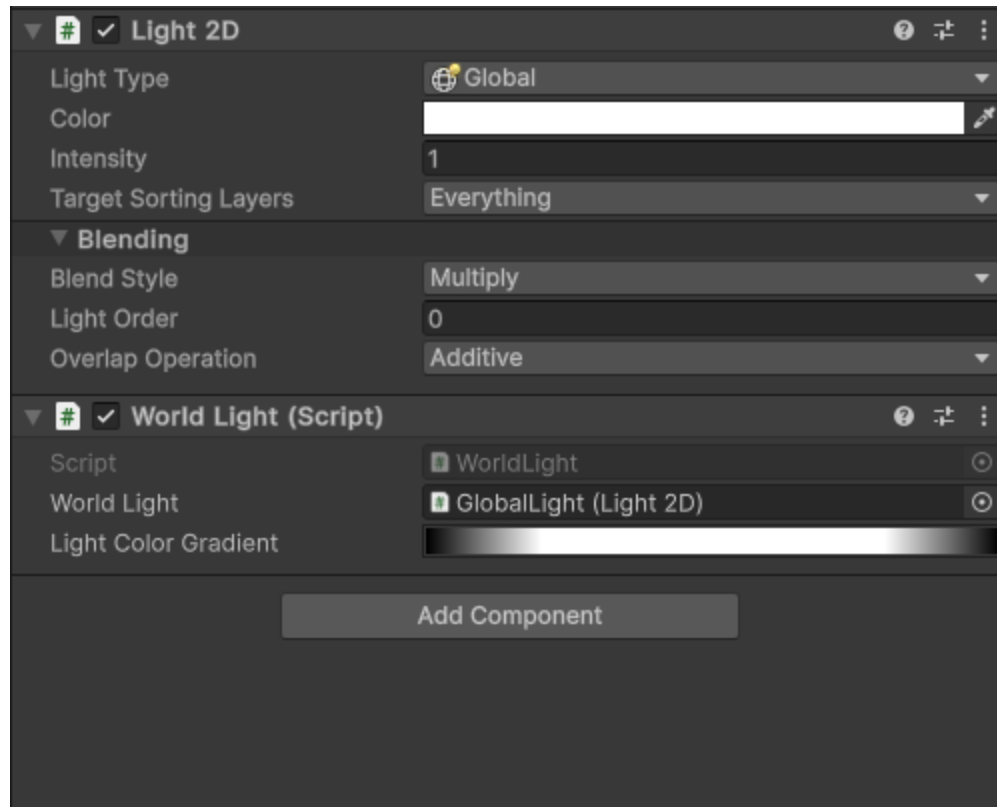 Light 2D
Light Type Global
Color
Intensity 1
Target Sorting Layers Everything
Blending
Blend Style Multiply
Light Order 0
Overlap Operation Additive
World Light (Script)
Script WorldLight
World Light GlobalLight (Light 2D)
Light Color Gradient
Add Component